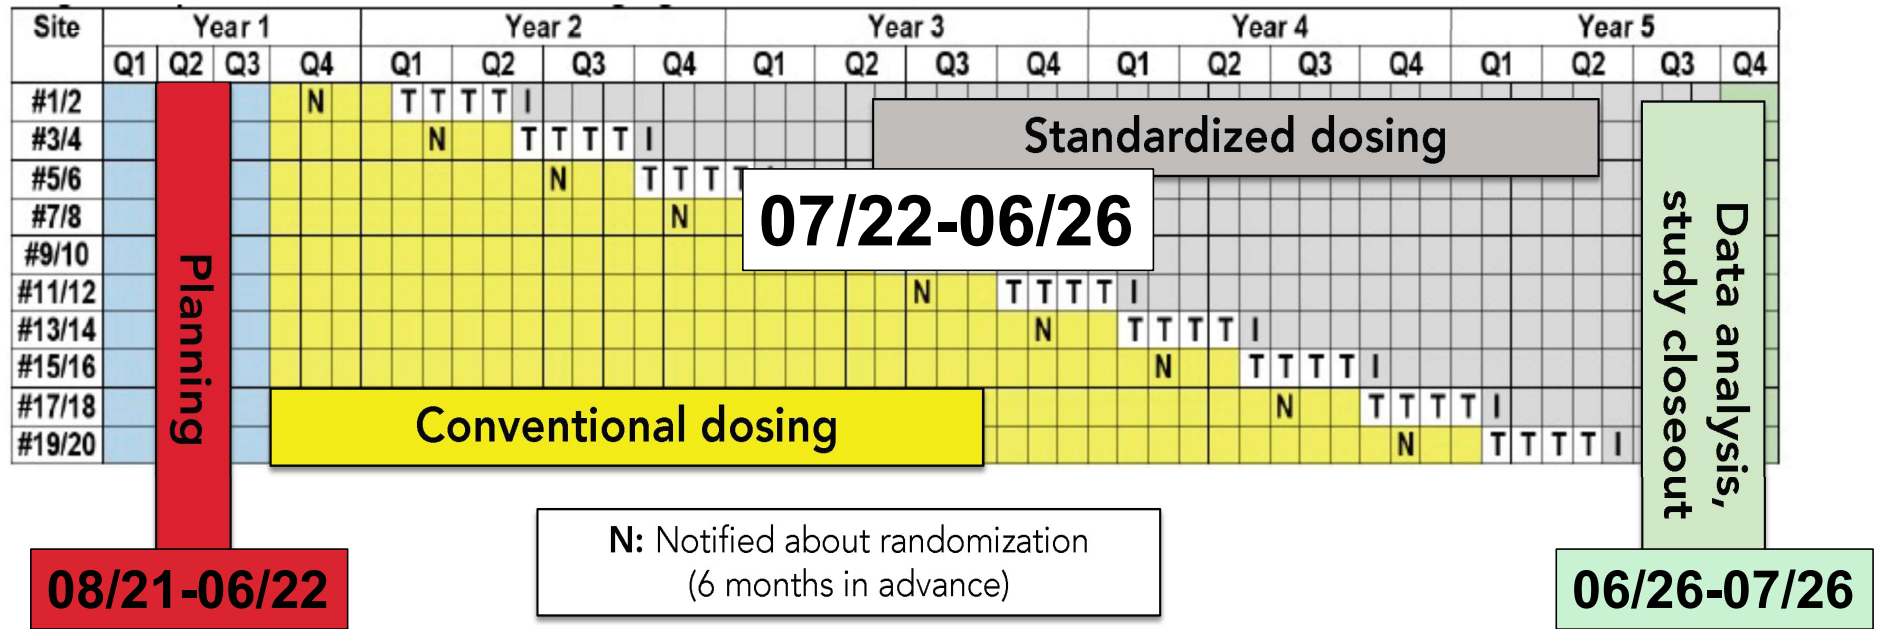 Site Year 1 Year 2 Year 3 Year 4 Year 5
Q1 Q2 Q3 Q4 Q1 Q2 Q3 Q4 Q1 Q2 Q3 Q4 Q1 Q2 Q3 Q4 Q1 Q2 Q3 Q4
#1/2 N T T T T I
#3/4 N T T T T I
#5/6 N T T T T
#7/8 N
#9/10
#11/12 N T T T T I
#13/14 N T T T T I
#15/16 N T T T T I
#17/18 N T T T T I
#19/20 N T T T T I
Planning
Standardized dosing
07/22-06/26
Conventional dosing
Data analysis,
study closeout
N: Notified about randomization
(6 months in advance)
08/21-06/22
06/26-07/26